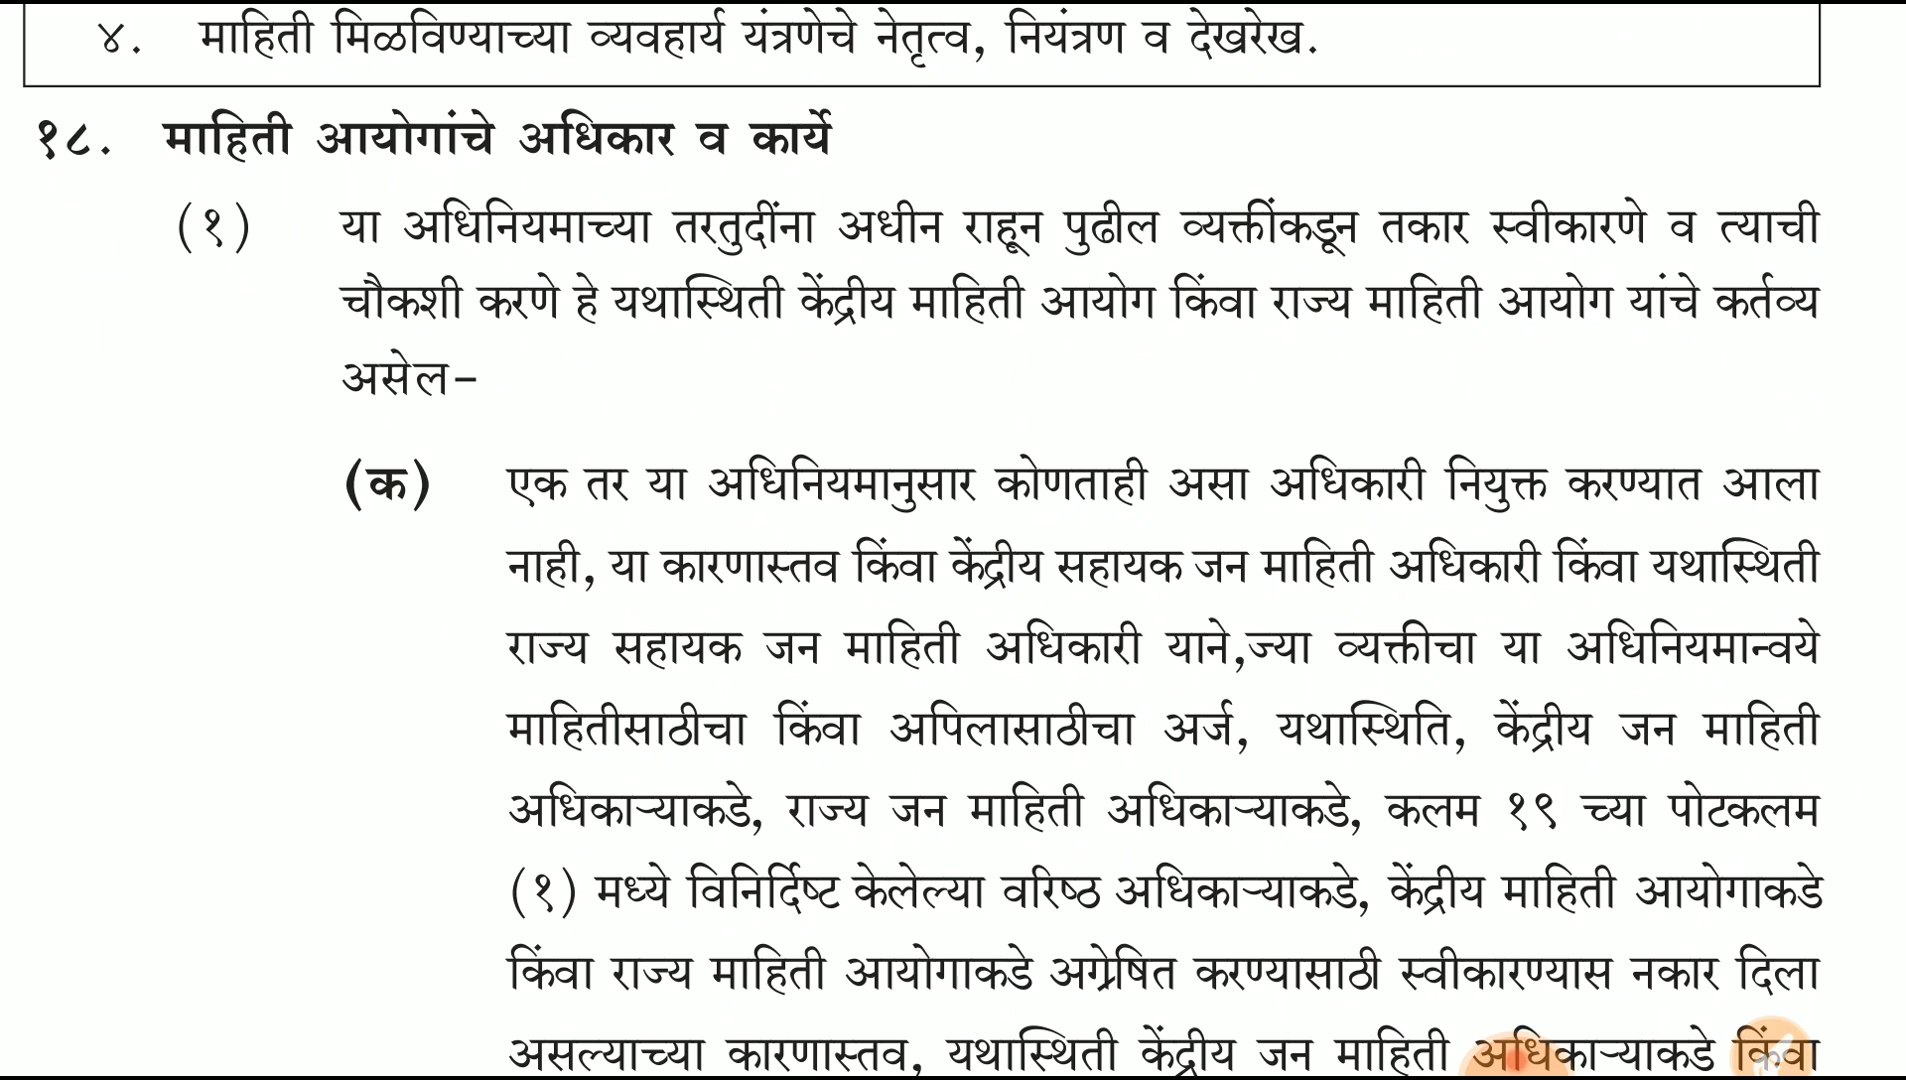 ४. माहिती मिळविण्याच्या व्यवहार्य यंत्रणेचे नेतृत्व, नियंत्रण व देखरेख.
१८. माहिती आयोगांचे अधिकार व कार्ये
(१) या अधिनियमाच्या तरतुदींना अधीन राहून पुढील व्यक्तींकडून तकार स्वीकारणे व त्याची
चौकशी करणे हे यथास्थिती केंद्रीय माहिती आयोग किंवा राज्य माहिती आयोग यांचे कर्तव्य
असेल-
(क) एक तर या अधिनियमानुसार कोणताही असा अधिकारी नियुक्त करण्यात आला
नाही, या कारणास्तव किंवा केंद्रीय सहायक जन माहिती अधिकारी किंवा यथास्थिती
राज्य सहायक जन माहिती अधिकारी याने,ज्या व्यक्तीचा या अधिनियमान्वये
माहितीसाठीचा किंवा अपिलासाठीचा अर्ज, यथास्थिति, केंद्रीय जन माहिती
अधिकाऱ्याकडे, राज्य जन माहिती अधिकाऱ्याकडे, कलम १९ च्या पोटकलम
(१) मध्ये विनिर्दिष्ट केलेल्या वरिष्ठ अधिकाऱ्याकडे, केंद्रीय माहिती आयोगाकडे
किंवा राज्य माहिती आयोगाकडे अग्रेषित करण्यासाठी स्वीकारण्यास नकार दिला
असल्याच्या कारणास्तव, यथास्थिती केंद्रीय जन माहिती अधिकाऱ्याकडे किंवा